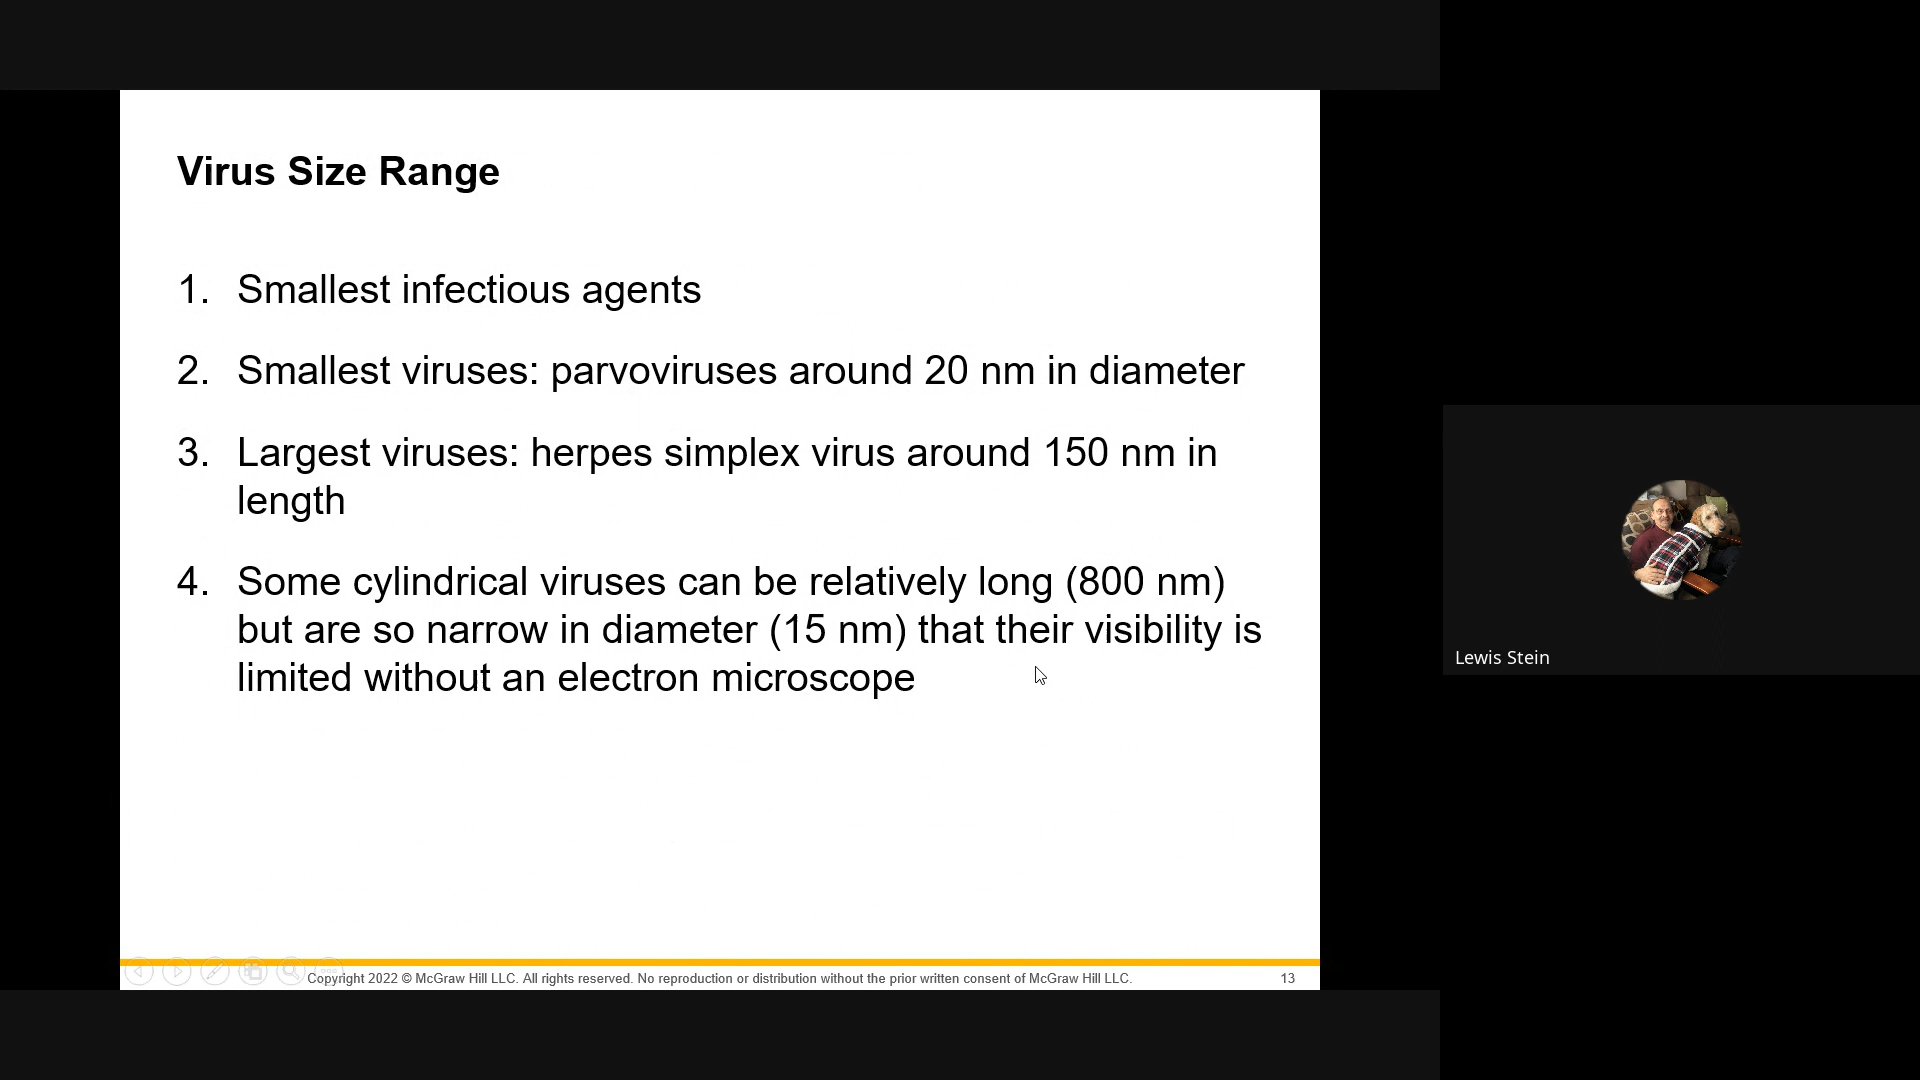 Virus Size Range
1. Smallest infectious agents
2. Smallest viruses: parvoviruses around 20 nm in diameter
3. Largest viruses: herpes simplex virus around 150 nm in
length
4. Some cylindrical viruses can be relatively long (800 nm)
but are so narrow in diameter (15 nm) that their visibility is
limited without an electron microscope
Copyright 2022 © McGraw Hill LLC. All rights reserved. No reproduction or distribution without the prior written consent of McGraw Hill LLC.
13
Lewis Stein